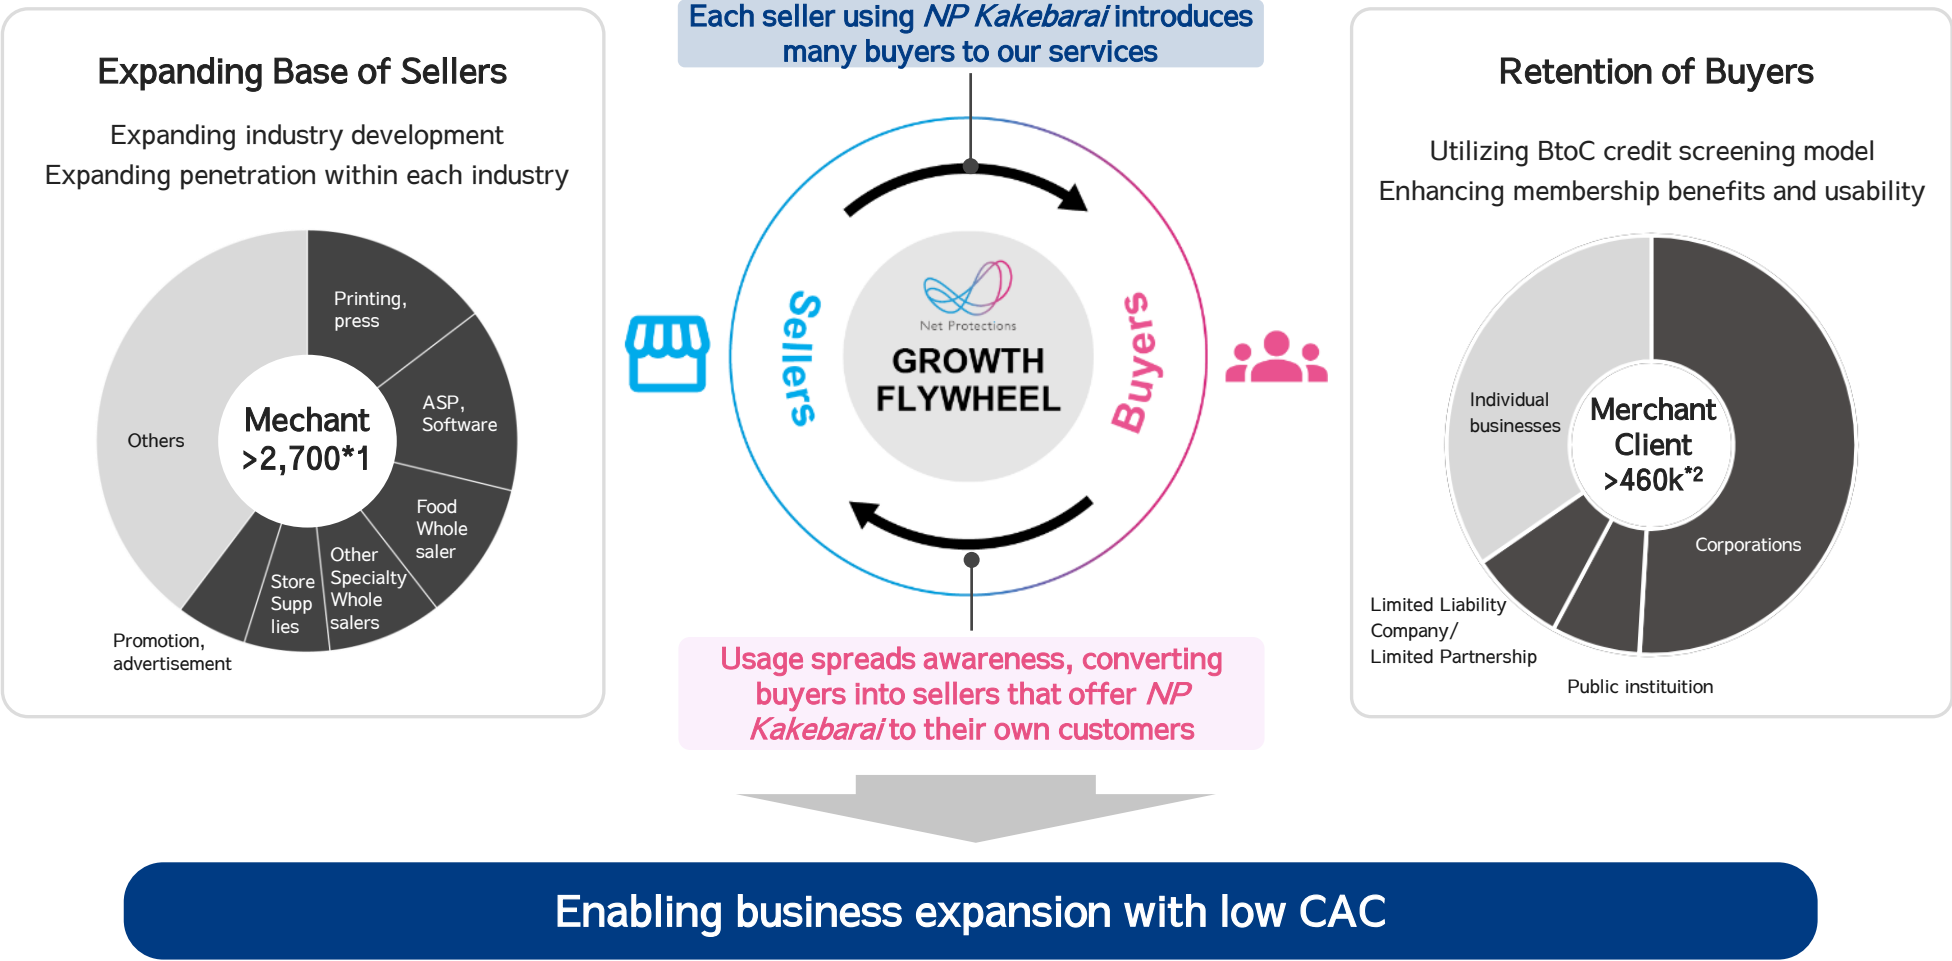 Expanding Base of Sellers
Expanding industry development
Expanding penetration within each industry
Printing,
press
ASP,
Software
Food
Whole
saler
Other
Specialty
Whole
salers
Store
Supp
lies
Promotion,
advertisement
Others
Mechant
>2,700*1
Each seller using NP Kakebarai introduces
many buyers to our services
Sellers
Net Protections
GROWTH
FLYWHEEL
Buyers
Usage spreads awareness, converting
buyers into sellers that offer NP
Kakebarai to their own customers
Retention of Buyers
Utilizing BtoC credit screening model
Enhancing membership benefits and usability
Individual
businesses
Merchant
Client
>460k*2
Corporations
Limited Liability
Company/
Limited Partnership
Public instituition
Enabling business expansion with low CAC